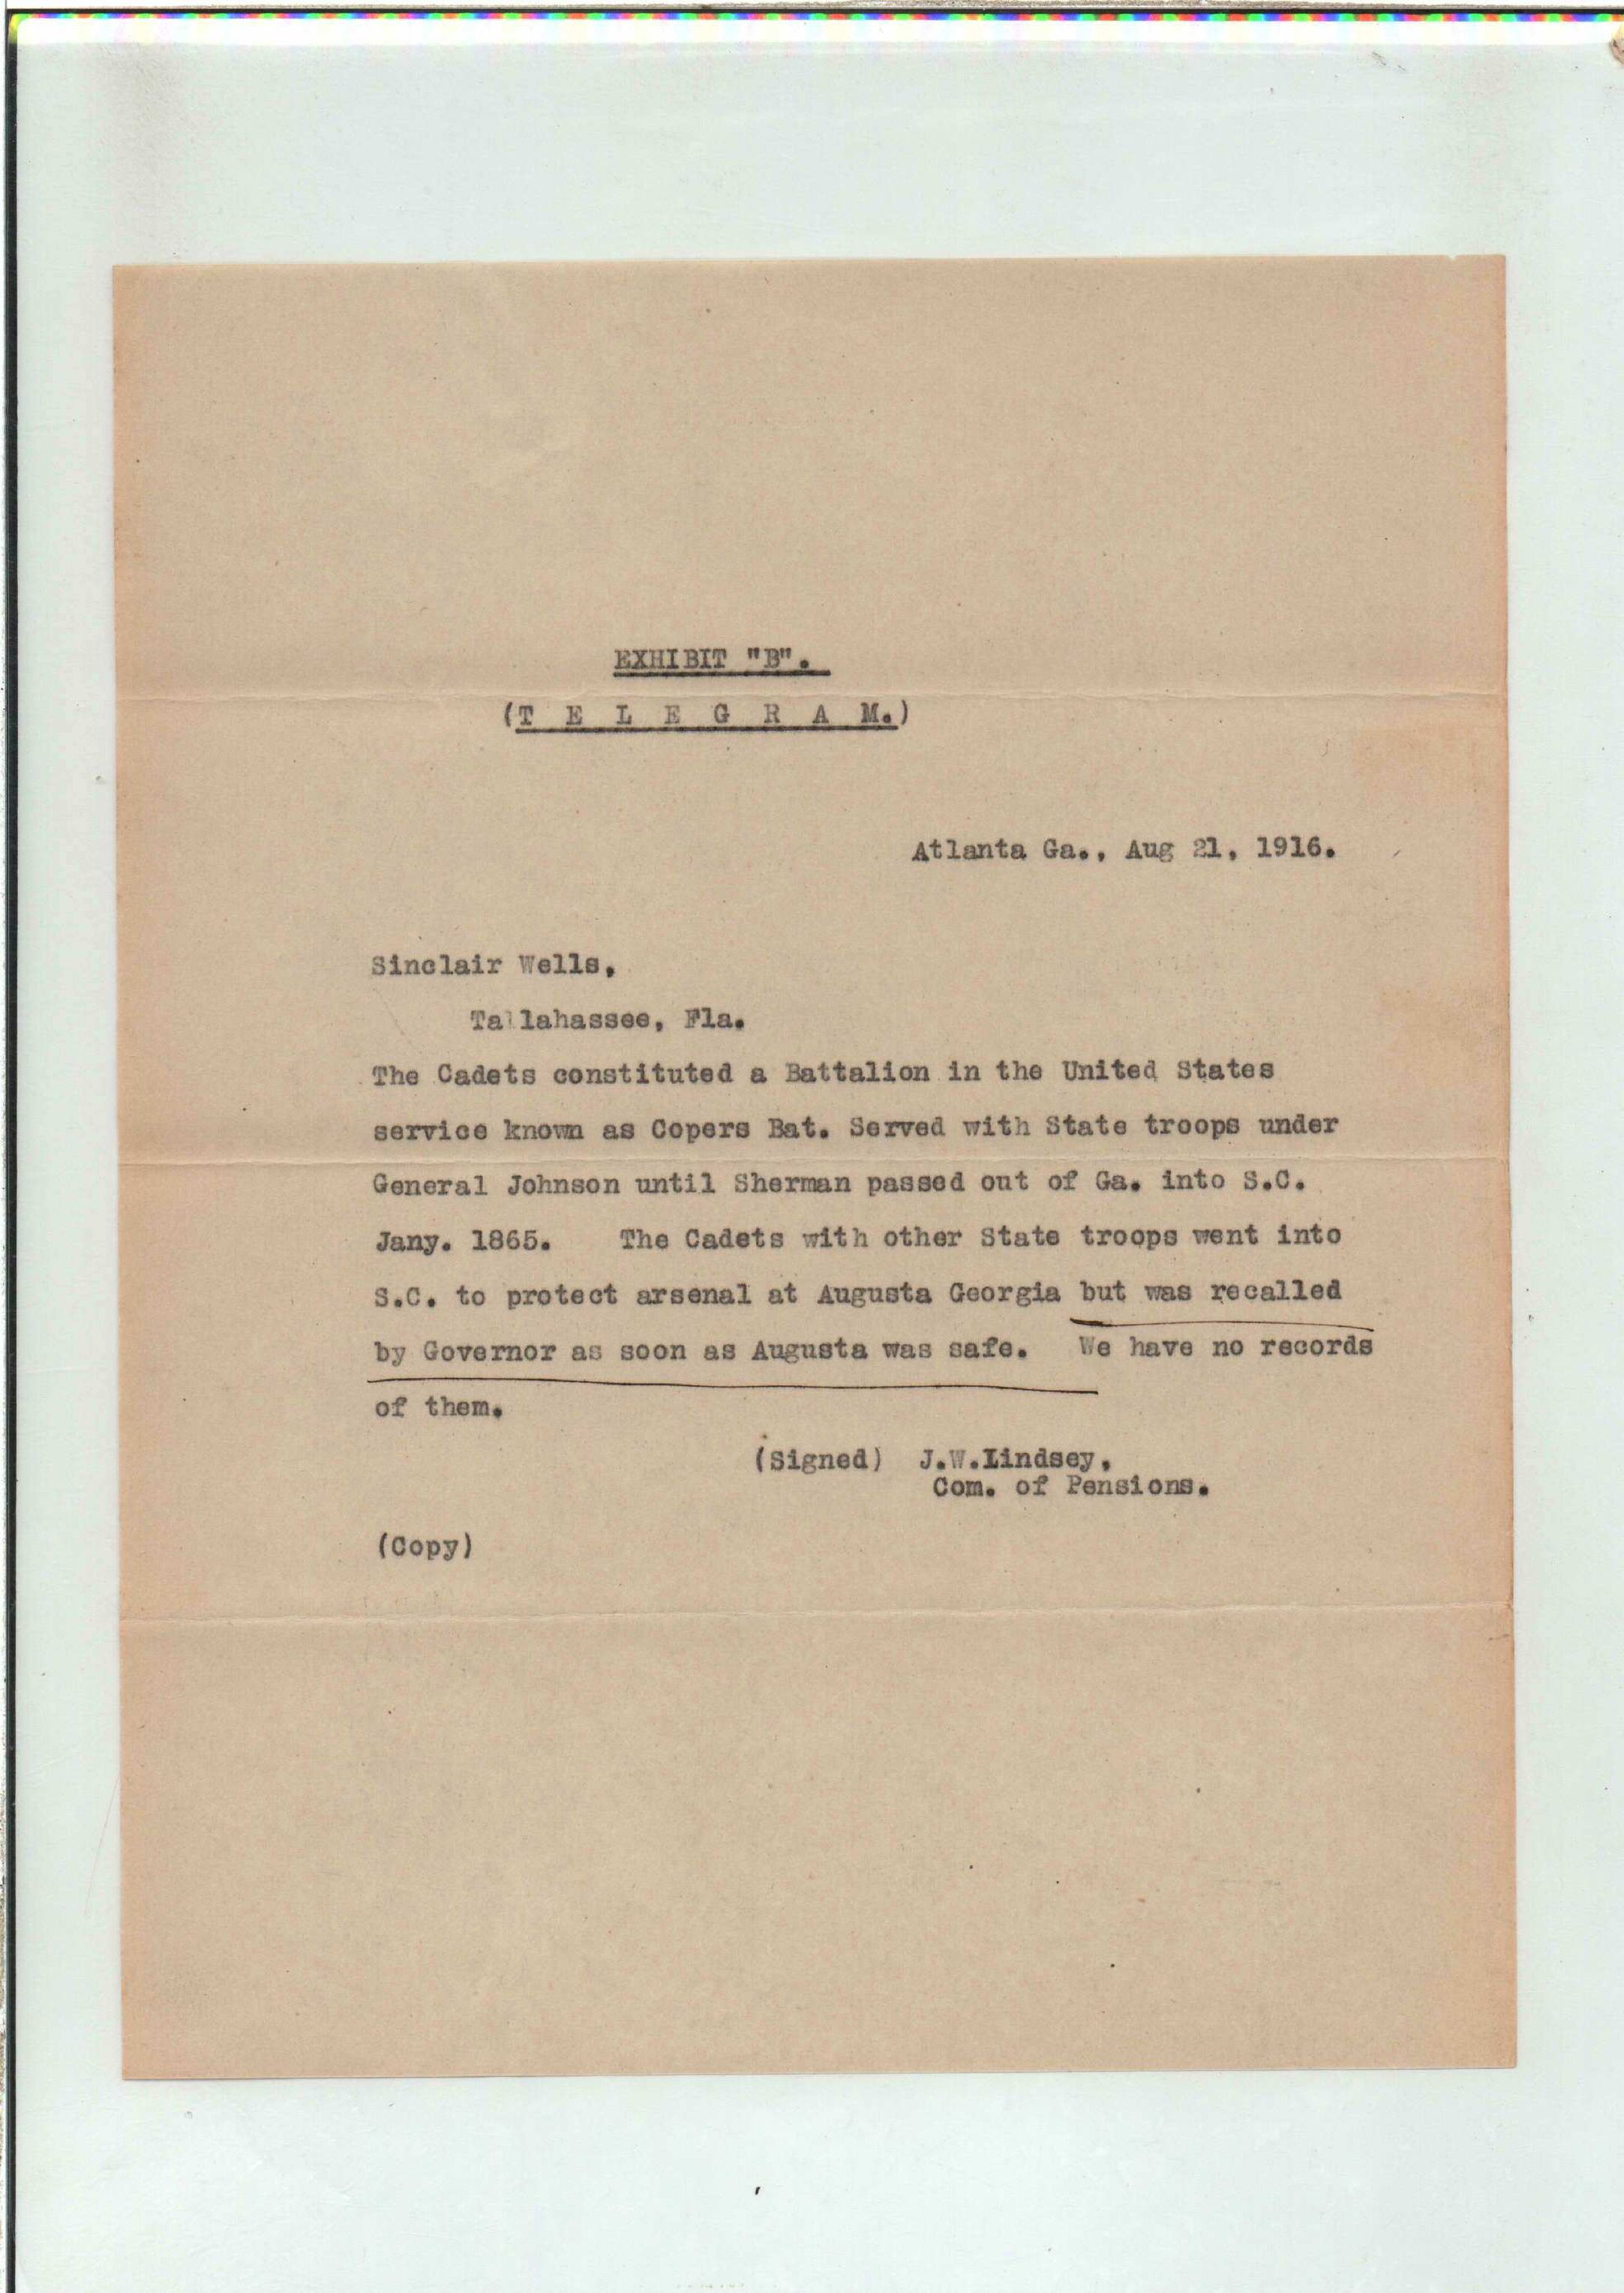 EXHIBIT "B".
(T E L E G R A M.)
Atlanta Ga., Aug 21, 1916.
Sinclair Wells,
Tallahassee, Fla.
The Cadets constituted a Battalion in the United States
service known as Copers Bat. Served with State troops under
General Johnson until Sherman passed out of Ga. into S.C.
Jany. 1865. The Cadets with other State troops went into
S.C. to protect arsenal at Augusta Georgia but was recalled
by Governor as soon as Augusta was safe. We have no records
of them.
(Signed) J.W.Lindsey,
Com. of Pensions.
(Copy)